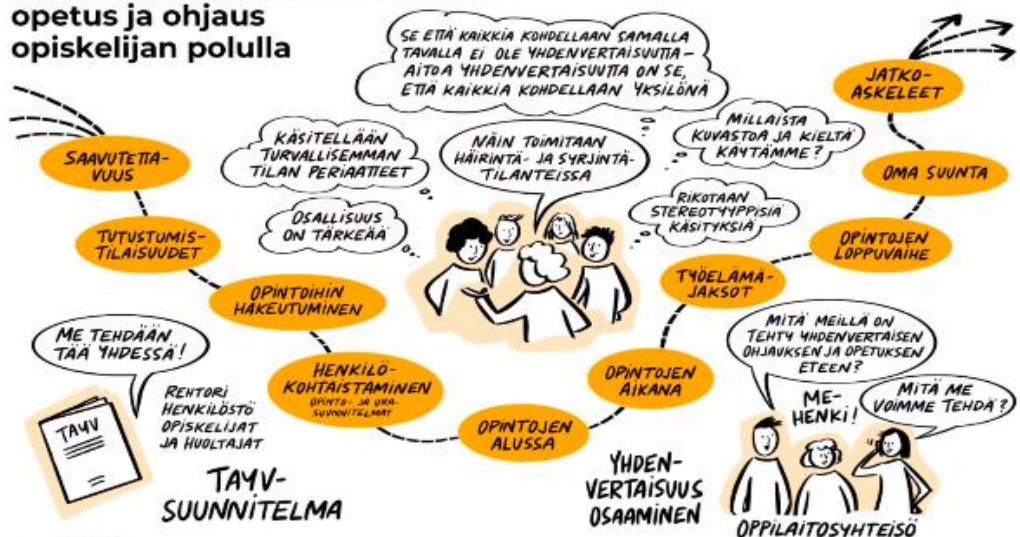 opetus ja ohjaus
opiskelijan polulla
SE ETTÄ KAIKKIA KOHDELLAAN SAMALLA
TAVALLA EI OLE YHDENVERTAISUUTTA –
AITOA YHDENVERTAISUUTTA ON SE,
ETTÄ KAIKKIA KOHDELLAAN YKSILÖNÄ
JATKO-
ASKELEET
KÄSITELLÄÄN
TURVALLISEMMAN
TILAN PERIAATTEET
NÄIN TOIMITAAN
HÄIRINTÄ- JA SYRJINTÄ-
TILANTEISSA
MILLAISTA
KUVASTOA JA KIELTÄ
KÄYTÄMME?
SAAVUTETTA-
VUUS
OMA SUUNTA
OSALLISUUS
ON TÄRKEÄÄ
RIKOTAAN
STEREOTYYPPISIÄ
KÄSITYKSIÄ
TUTUSTUMIS-
TILAISUUDET
OPINTOJEN
LOPPUVAIHE
OPINTOIHIN
HAKEUTUMINEN
TYÖELÄMÄ-
JAKSOT
ME TEHDÄÄN
TÄÄ YHDESSÄ!
MITÄ MEILLÄ ON
TEHTY YHDENVERTAISEN
OHJAUKSEN JA OPETUKSEN
ETEEN?
HENKILÖ-
KOHTAISTAMINEN
OPINTO- JA URA-
SUUNNITELMAT
OPINTOJEN
AIKANA
ME-
HENKI!
MITÄ ME
VOIMME TEHDÄ?
TAYV
REHTORI
HENKILÖSTÖ
OPISKELIJAT
JA HUOLTAJAT
OPINTOJEN
ALUSSA
TAYV-
SUUNNITELMA
YHDEN-
VERTAISUUS
OSAAMINEN
OPPILAITOSYHTEISÖ